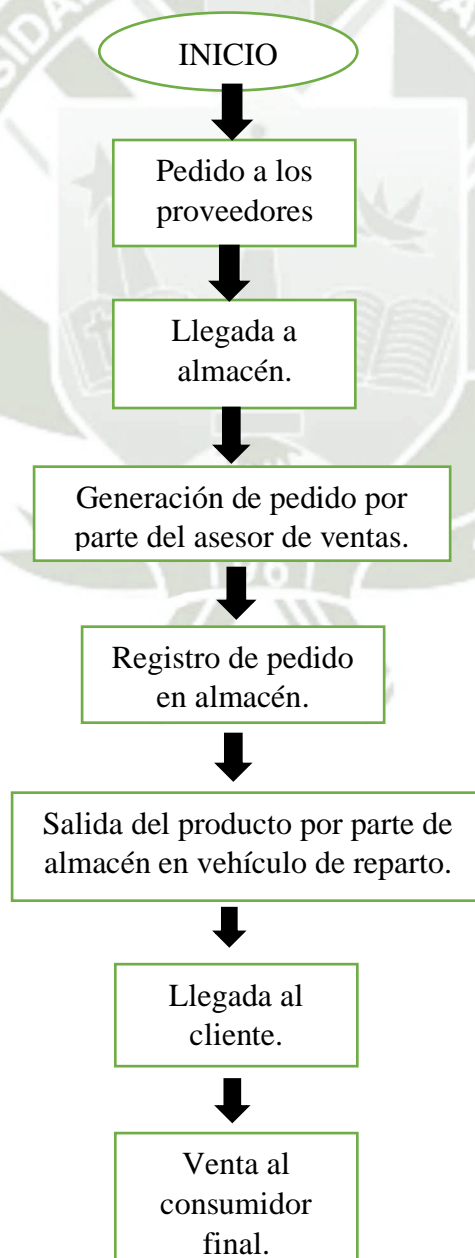 INICIO
Pedido a los
proveedores
Llegada a
almacén.
Generación de pedido por
parte del asesor de ventas.
Registro de pedido
en almacén.
Salida del producto por parte de
almacén en vehículo de reparto.
Llegada al
cliente.
Venta al
consumidor
final.